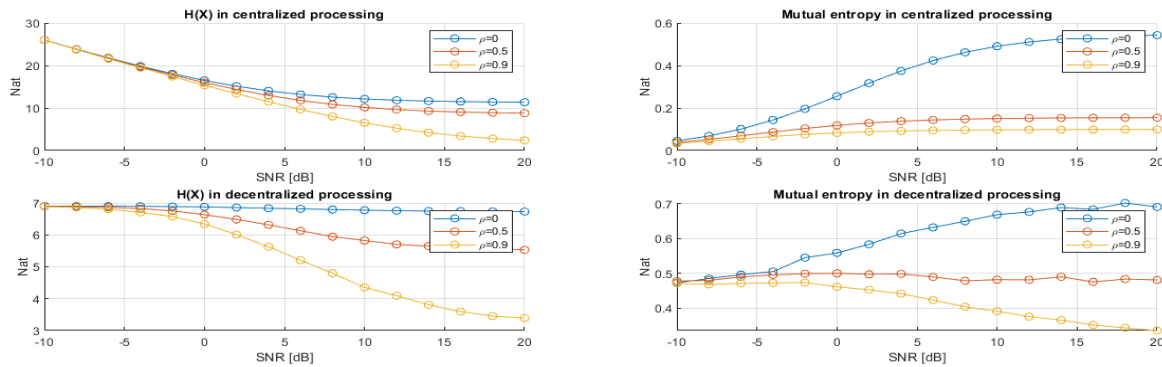 H(X) in centralized processing
30
20
10
0
Nat
ρ=0
ρ=0.5
ρ=0.9
-10 -5 0 5 10 15 20
SNR [dB]
Mutual entropy in centralized processing
0.6
0.4
0.2
0
Nat
ρ=0
ρ=0.5
ρ=0.9
-10 -5 0 5 10 15 20
SNR [dB]
H(X) in decentralized processing
7
6
5
4
3
Nat
ρ=0
ρ=0.5
ρ=0.9
-10 -5 0 5 10 15 20
SNR [dB]
Mutual entropy in decentralized processing
0.7
0.6
0.5
0.4
Nat
ρ=0
ρ=0.5
ρ=0.9
-10 -5 0 5 10 15 20
SNR [dB]